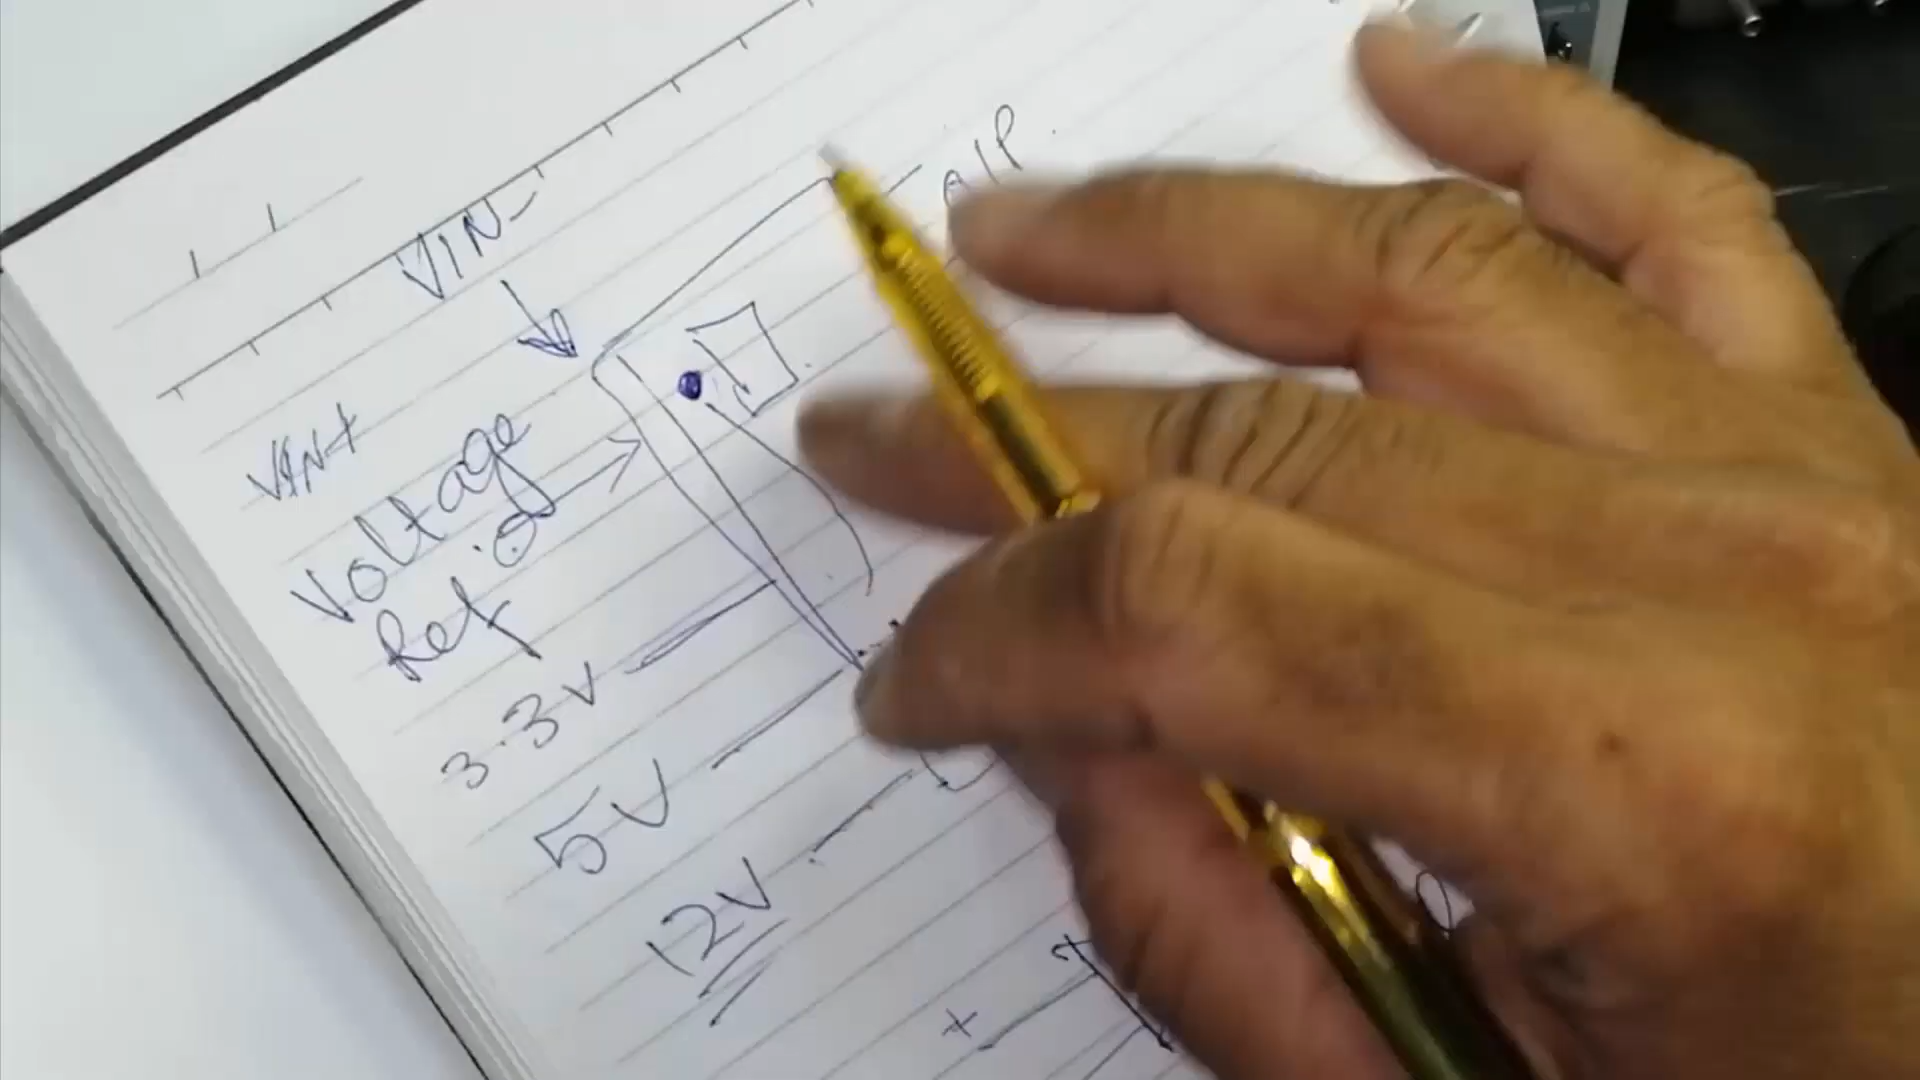 VIN-
o/P
VIN+
Voltage
Ref.
3.3V
5V
12V
+